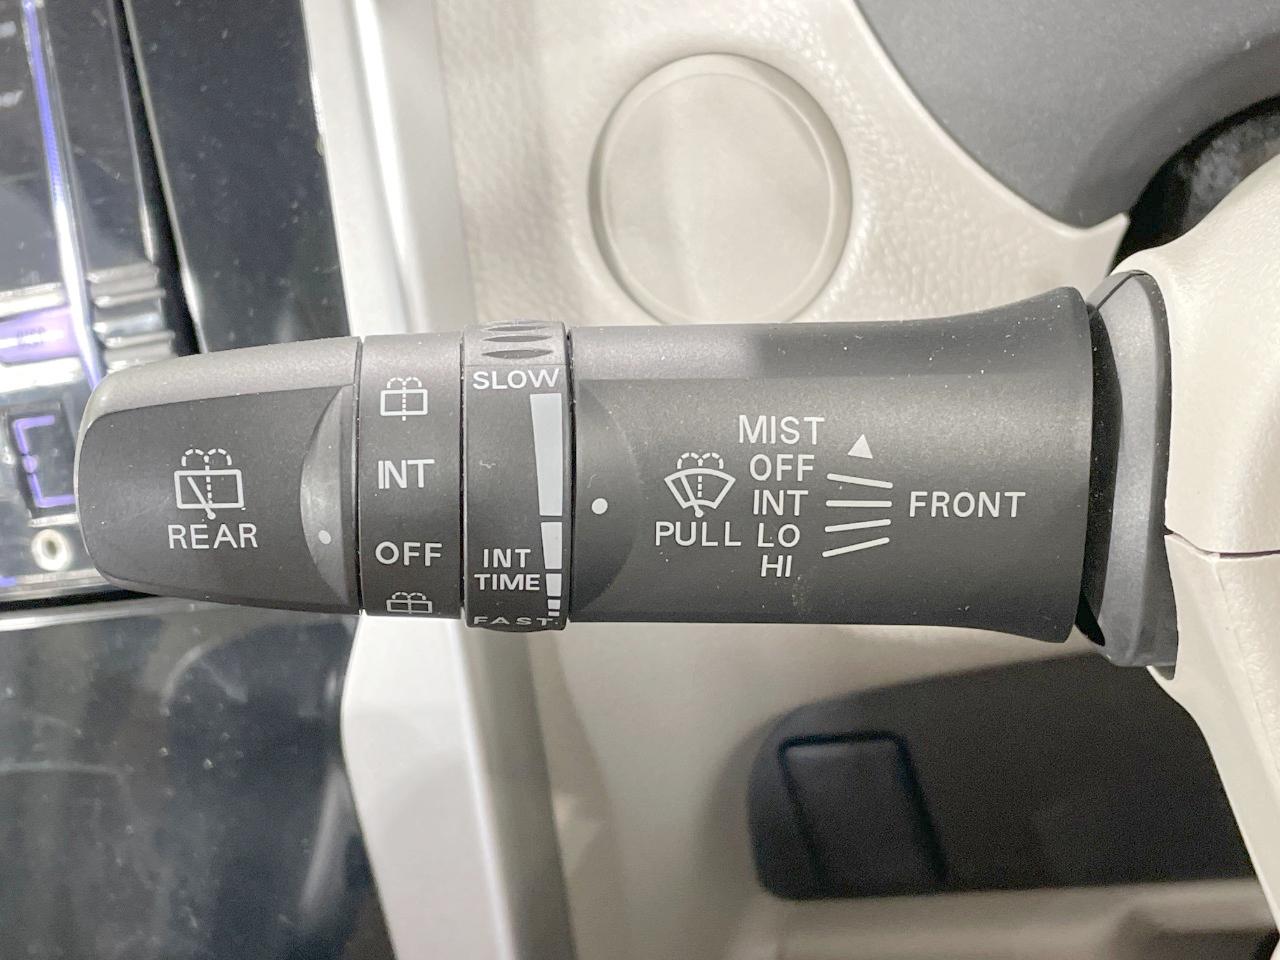 REAR
INT
OFF
SLOW
INT
TIME
FAST
MIST
OFF
INT
PULL LO
HI
FRONT